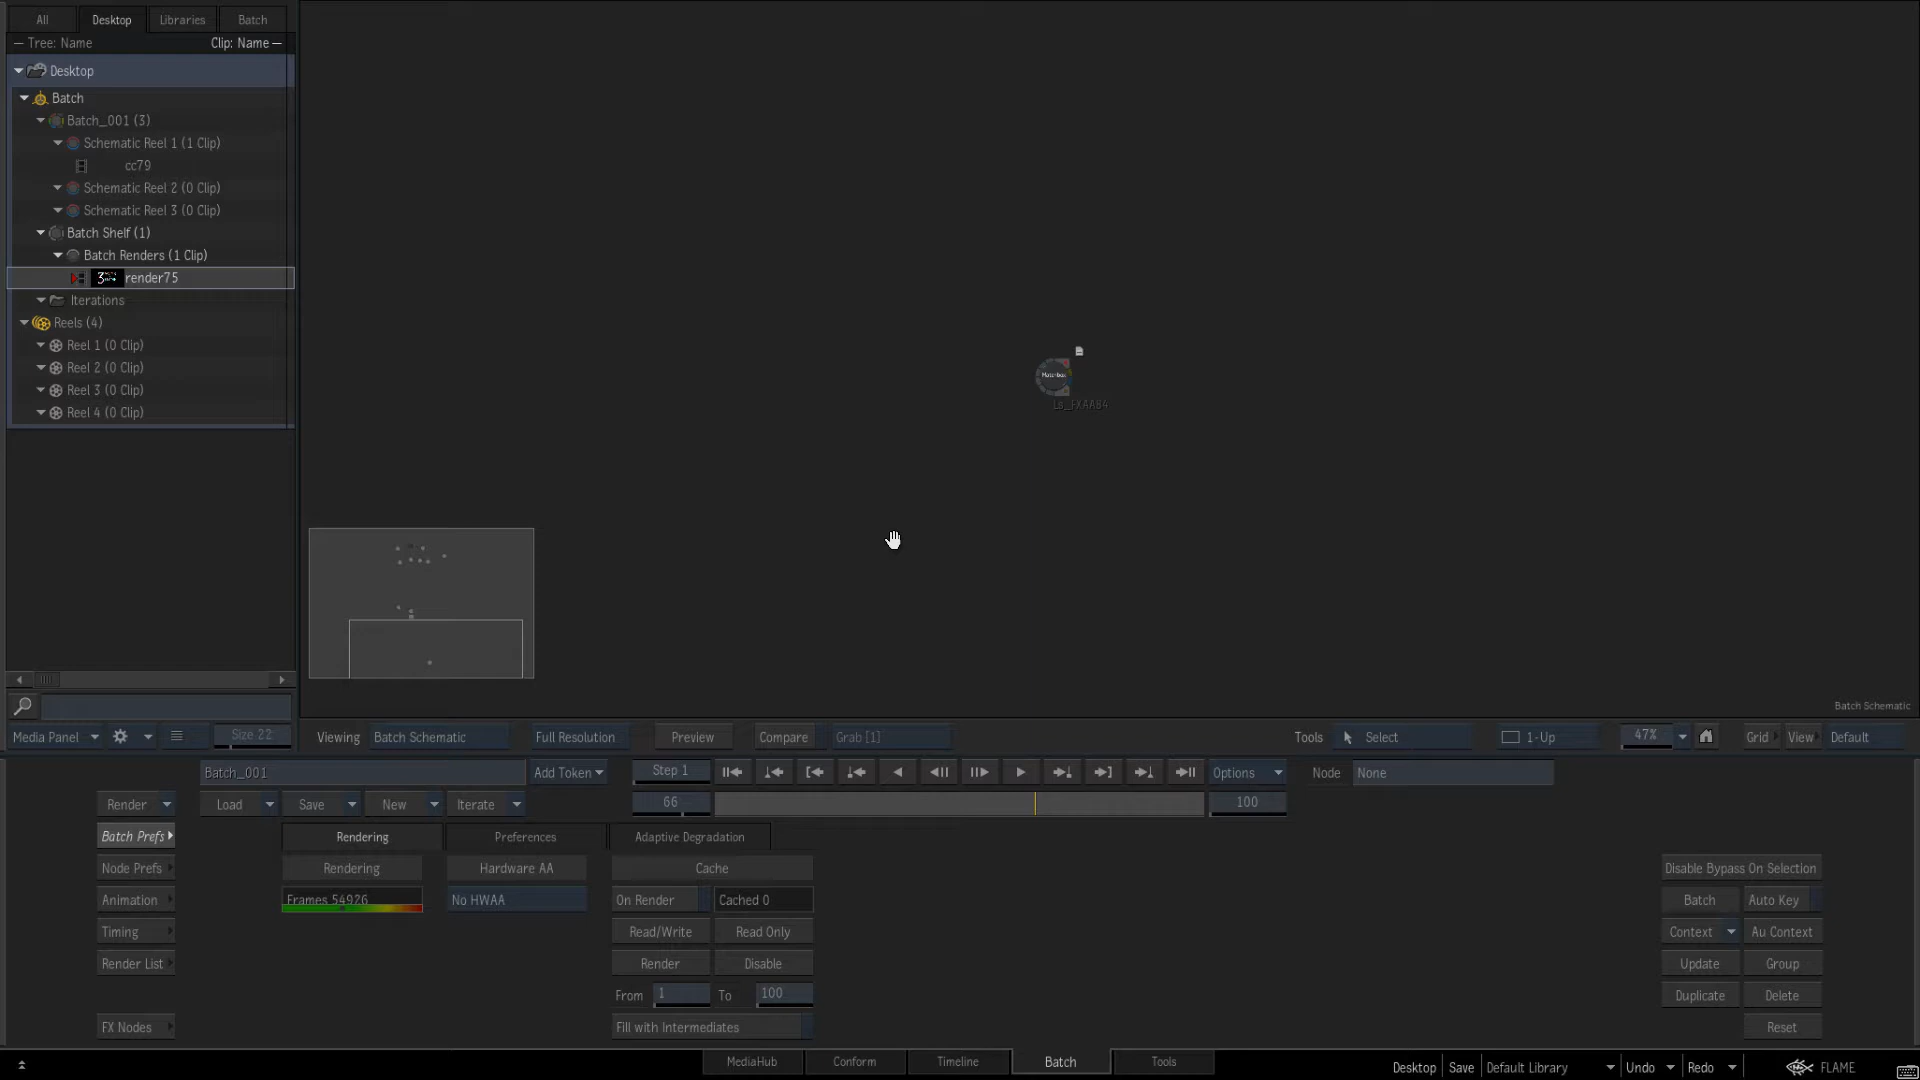 All Desktop Libraries Batch
Tree: Name Clip: Name
Desktop
Batch
Batch_001 (3)
Schematic Reel 1 (1 Clip)
cc79
Schematic Reel 2 (0 Clip)
Schematic Reel 3 (0 Clip)
Batch Shelf (1)
Batch Renders (1 Clip)
render75
Iterations
Reels (4)
Reel 1 (0 Clip)
Reel 2 (0 Clip)
Reel 3 (0 Clip)
Reel 4 (0 Clip)
Matchbox
Ls_FXAA84
Batch Schematic
Media Panel Size 22 Viewing Batch Schematic Full Resolution Preview Compare Grab [1] Tools Select 1-Up 47% Grid View Default
Batch_001 Add Token Step 1 Options Node None
Render Load Save New Iterate 66 100
Batch Prefs Rendering Preferences Adaptive Degradation
Node Prefs Rendering Hardware AA Cache Disable Bypass On Selection
Animation Frames 54926 No HWAA On Render Cached 0 Batch Auto Key
Timing Read/Write Read Only Context Au Context
Render List Render Disable Update Group
From 1 To 100 Duplicate Delete
FX Nodes Fill with Intermediates Reset
MediaHub Conform Timeline Batch Tools Desktop Save Default Library Undo Redo FLAME